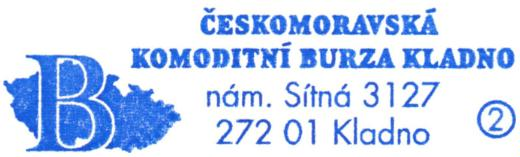 ČESKOMORAVSKÁ
KOMODITNÍ BURZA KLADNO
B
nám. Sítná 3127
272 01 Kladno
2